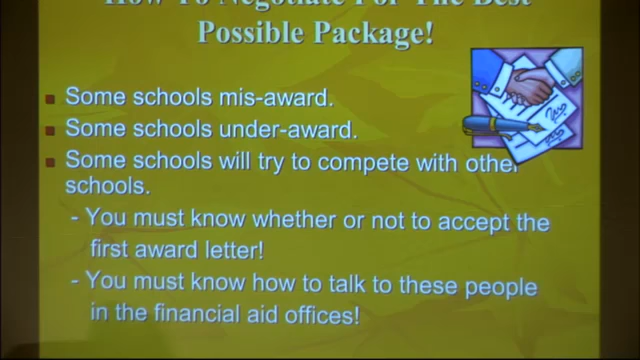 How To Negotiate For The Best
Possible Package!
Some schools mis-award.
Some schools under-award.
Some schools will try to compete with other
schools.
- You must know whether or not to accept the
first award letter!
- You must know how to talk to these people
in the financial aid offices!